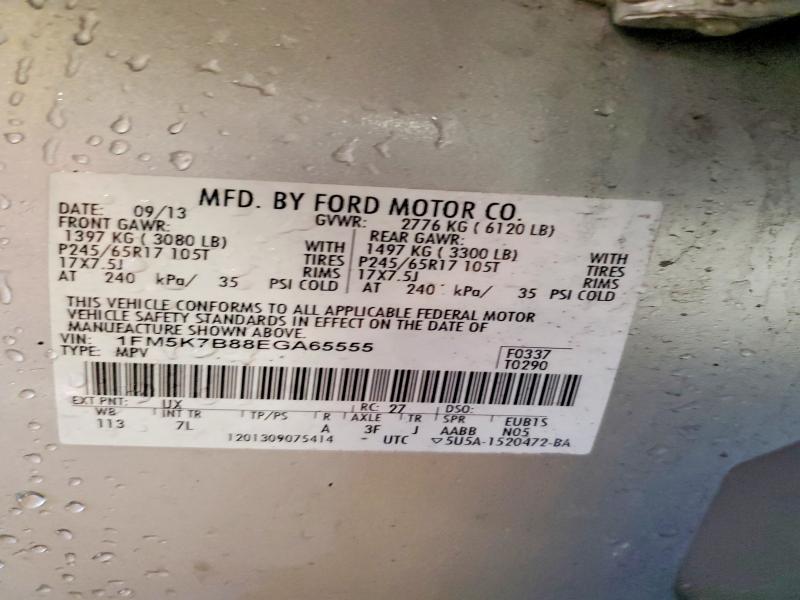 MFD. BY FORD MOTOR CO.
DATE: 09/13 GVWR: 2776 KG ( 6120 LB)
FRONT GAWR: REAR GAWR:
1397 KG ( 3080 LB) WITH 1497 KG ( 3300 LB) WITH
P245/65R17 105T TIRES P245/65R17 105T TIRES
17X7.5J RIMS 17X7.5J RIMS
AT 240 kPa/ 35 PSI COLD AT 240 kPa/ 35 PSI COLD
THIS VEHICLE CONFORMS TO ALL APPLICABLE FEDERAL MOTOR
VEHICLE SAFETY STANDARDS IN EFFECT ON THE DATE OF
MANUFACTURE SHOWN ABOVE.
VIN: 1FM5K7B88EGA65555
TYPE: MPV F0337
T0290
EXT PNT: UX RC: 27 DSO:
WB INT TR TP/PS R AXLE TR SPR EUB1S
113 7L A 3F J AABB N05
1201309075414 - UTC ▽5U5A-1520472-BA